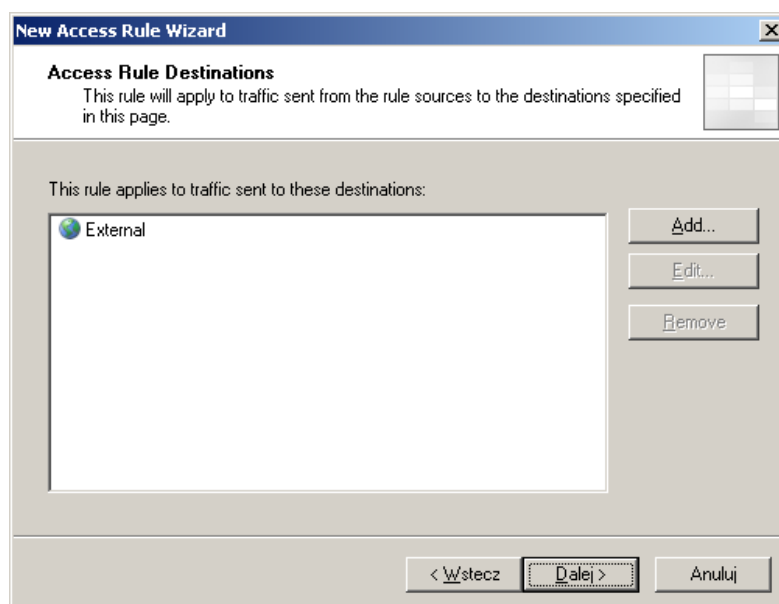 New Access Rule Wizard
Access Rule Destinations
This rule will apply to traffic sent from the rule sources to the destinations specified
in this page.
This rule applies to traffic sent to these destinations:
External
Add...
Edit...
Remove
< Wstecz
Dalej >
Anuluj